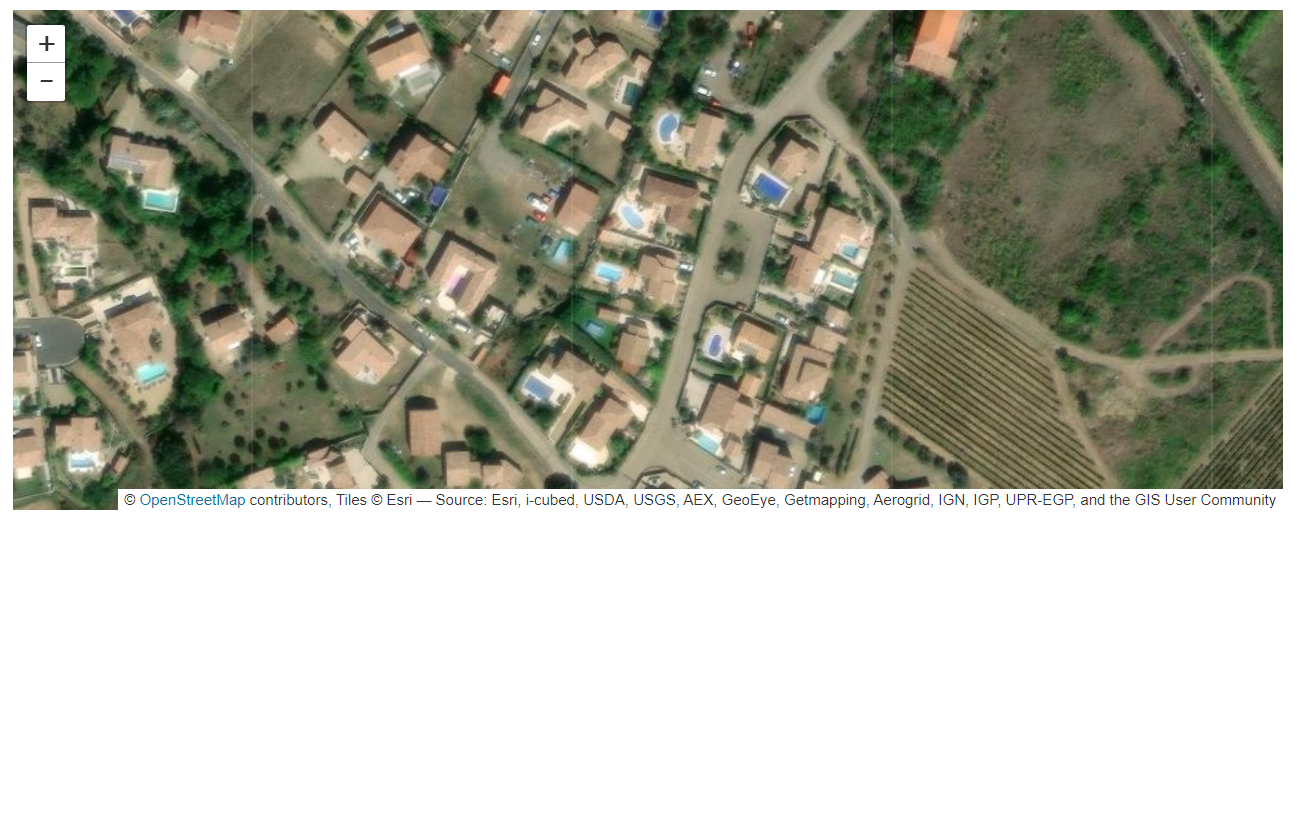 +
−
© OpenStreetMap contributors, Tiles © Esri — Source: Esri, i-cubed, USDA, USGS, AEX, GeoEye, Getmapping, Aerogrid, IGN, IGP, UPR-EGP, and the GIS User Community